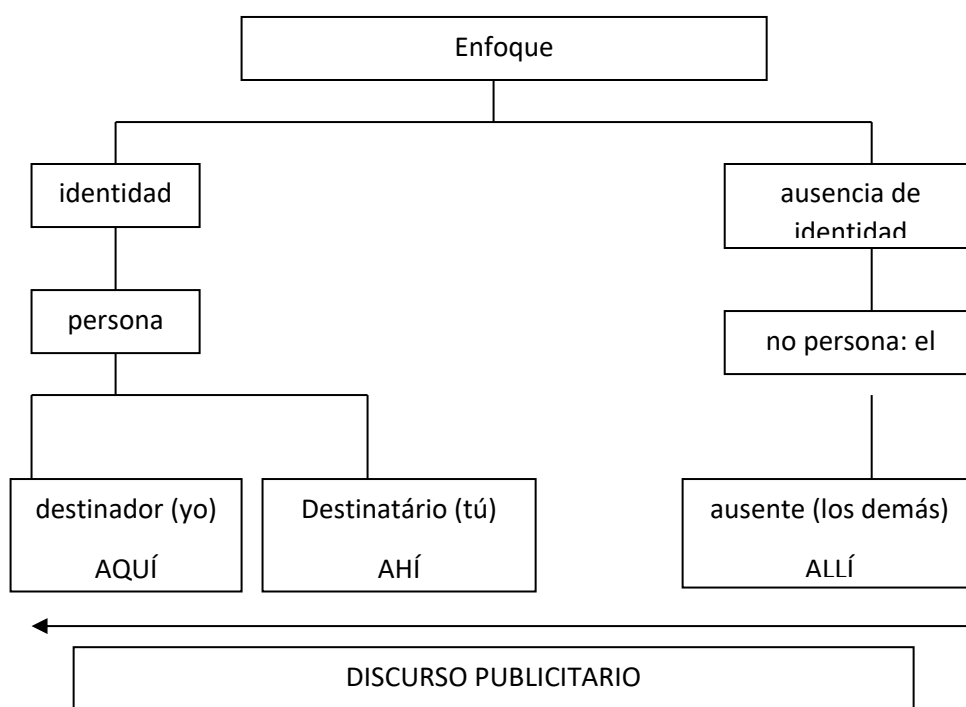 Enfoque
identidad
ausencia de
identidad
persona
no persona: el
destinador (yo)
AQUÍ
Destinatário (tú)
AHÍ
ausente (los demás)
ALLÍ
DISCURSO PUBLICITARIO